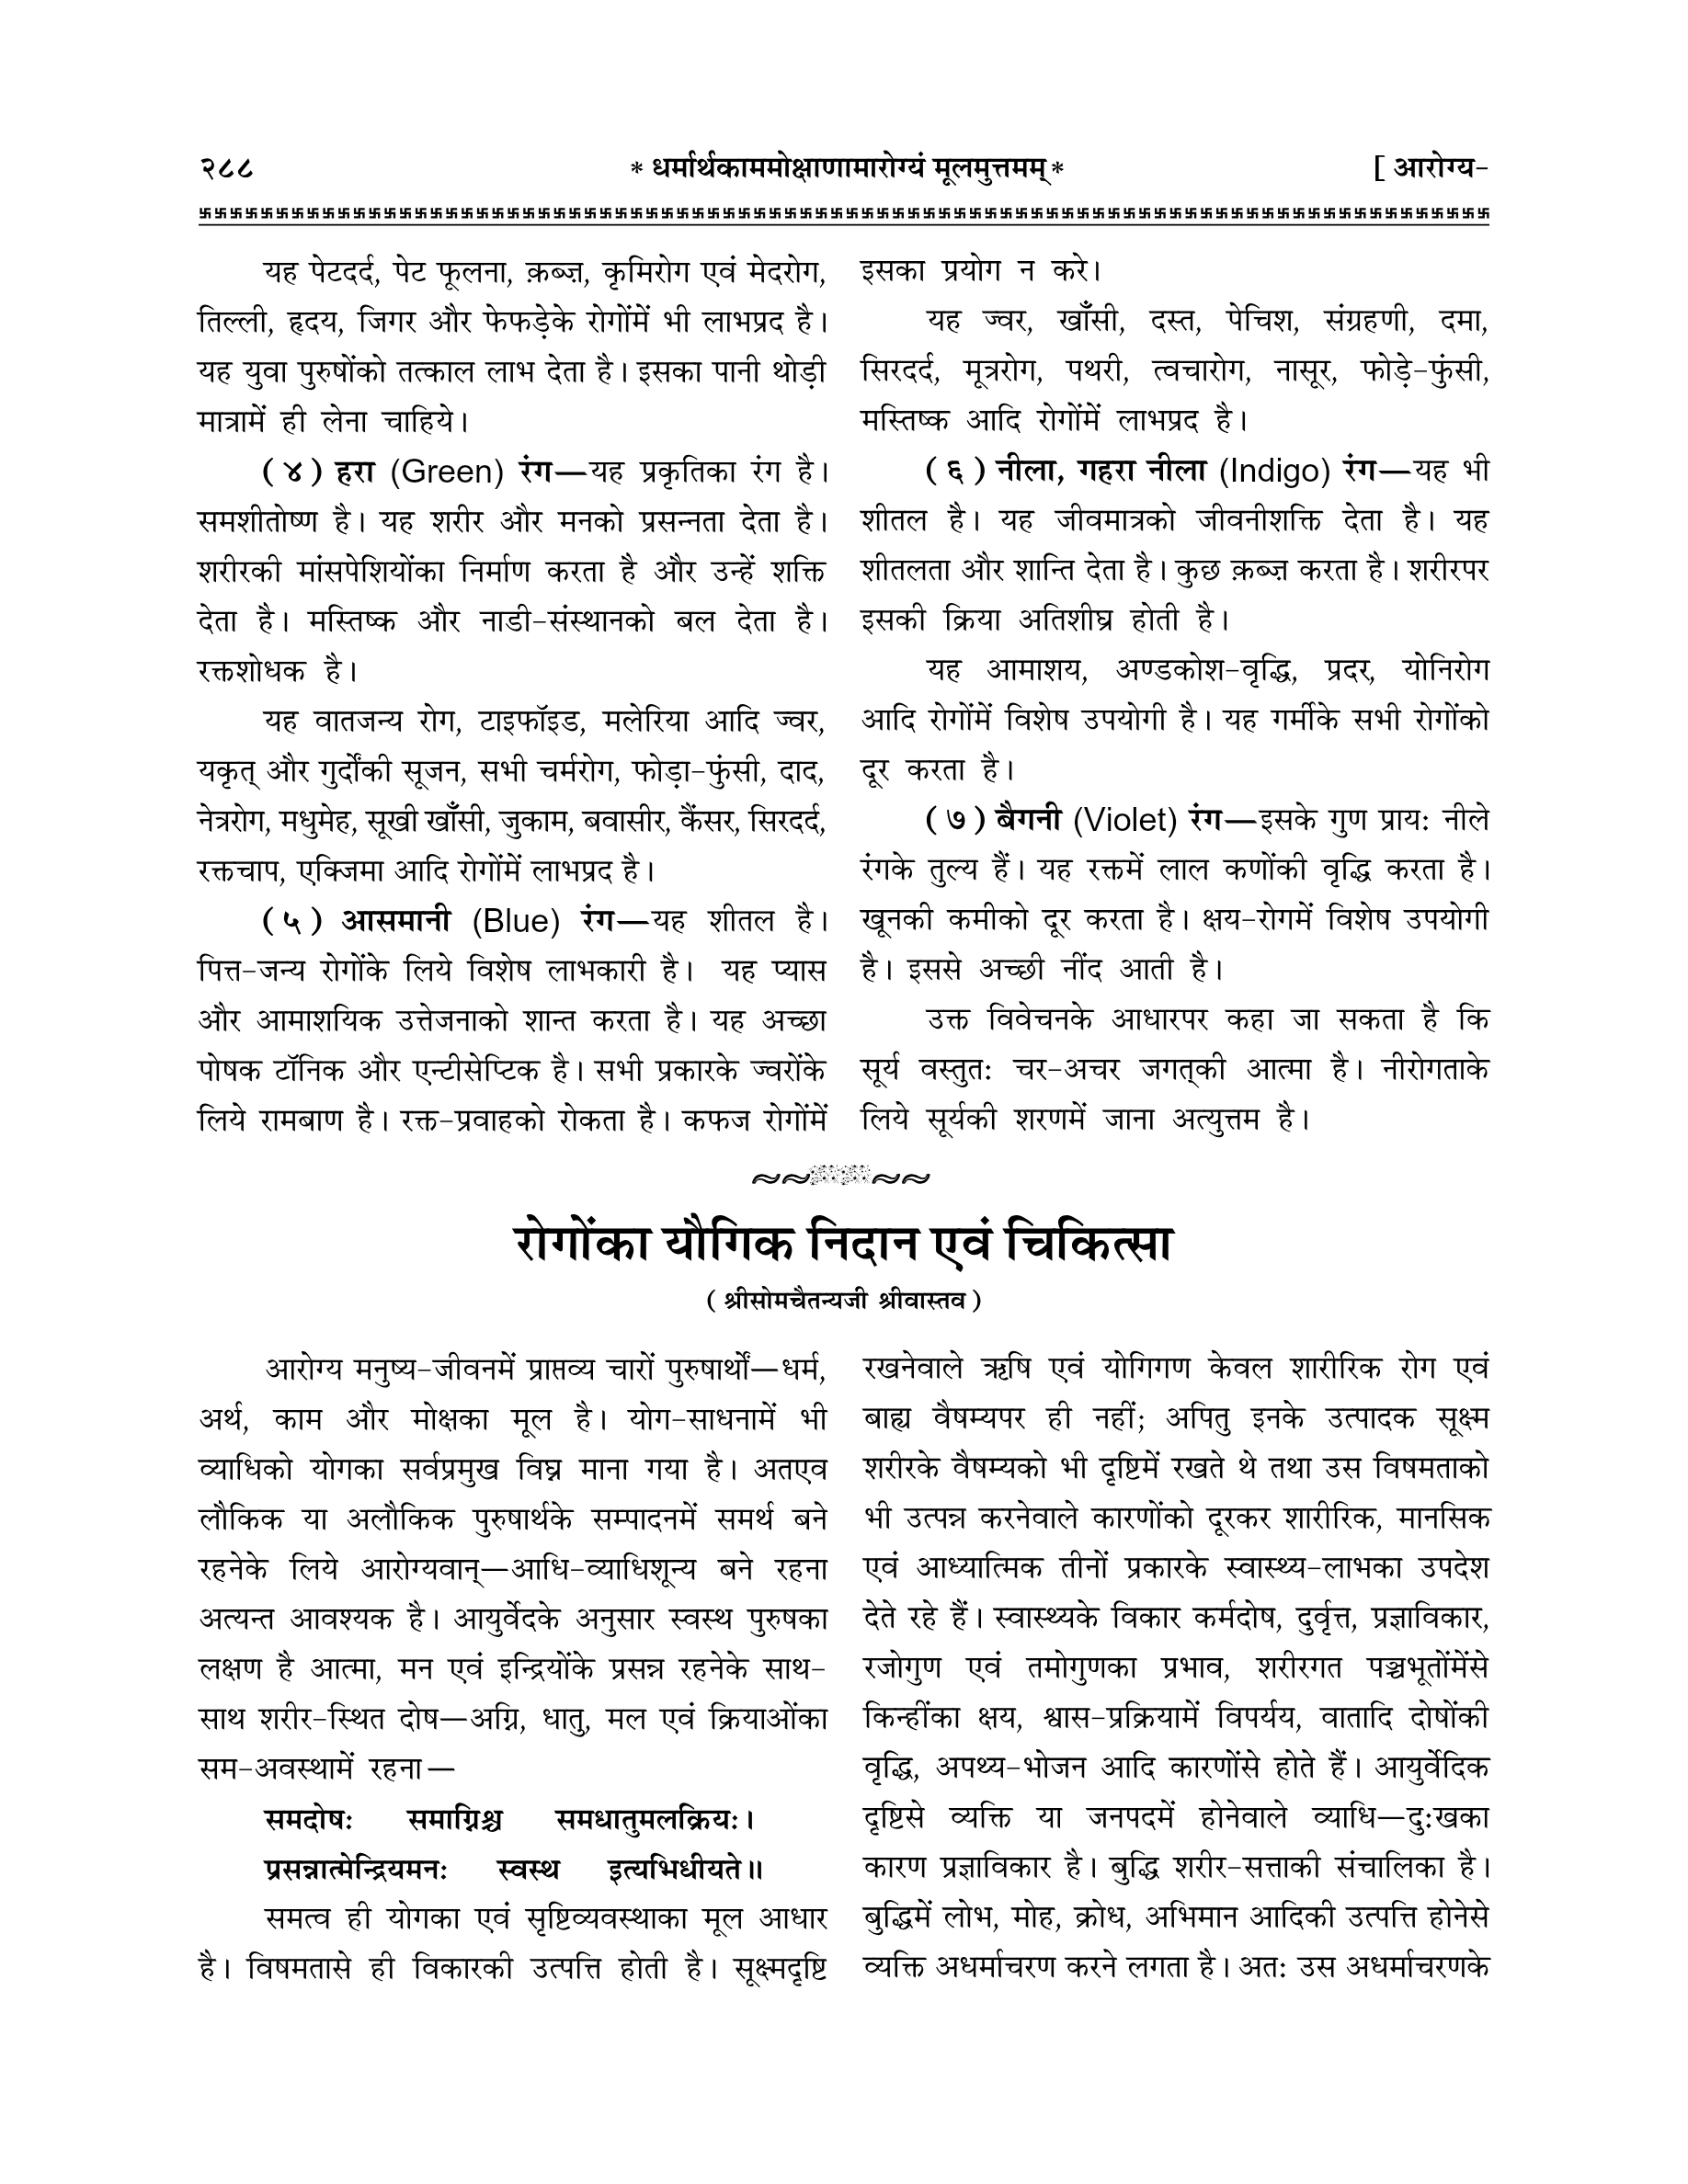 २८८
* धर्मार्थकाममोक्षाणामारोग्यं मूलमुत्तमम् *
[ आरोग्य-
यह पेटदर्द, पेट फूलना, क़ब्ज़, कृमिरोग एवं मेदरोग,
तिल्ली, हृदय, जिगर और फेफड़ेके रोगोंमें भी लाभप्रद है।
यह युवा पुरुषोंको तत्काल लाभ देता है। इसका पानी थोड़ी
मात्रामें ही लेना चाहिये।
( ४ ) हरा (Green) रंग—यह प्रकृतिका रंग है।
समशीतोष्ण है। यह शरीर और मनको प्रसन्नता देता है।
शरीरकी मांसपेशियोंका निर्माण करता है और उन्हें शक्ति
देता है। मस्तिष्क और नाडी-संस्थानको बल देता है।
रक्तशोधक है।
यह वातजन्य रोग, टाइफॉइड, मलेरिया आदि ज्वर,
यकृत् और गुर्दोंकी सूजन, सभी चर्मरोग, फोड़ा-फुंसी, दाद,
नेत्ररोग, मधुमेह, सूखी खाँसी, जुकाम, बवासीर, कैंसर, सिरदर्द,
रक्तचाप, एक्जिमा आदि रोगोंमें लाभप्रद है।
( ५ ) आसमानी (Blue) रंग—यह शीतल है।
पित्त-जन्य रोगोंके लिये विशेष लाभकारी है। यह प्यास
और आमाशयिक उत्तेजनाको शान्त करता है। यह अच्छा
पोषक टॉनिक और एन्टीसेप्टिक है। सभी प्रकारके ज्वरोंके
लिये रामबाण है। रक्त-प्रवाहको रोकता है। कफज रोगोंमें
इसका प्रयोग न करे।
यह ज्वर, खाँसी, दस्त, पेचिश, संग्रहणी, दमा,
सिरदर्द, मूत्ररोग, पथरी, त्वचारोग, नासूर, फोड़े-फुंसी,
मस्तिष्क आदि रोगोंमें लाभप्रद है।
( ६ ) नीला, गहरा नीला (Indigo) रंग—यह भी
शीतल है। यह जीवमात्रको जीवनीशक्ति देता है। यह
शीतलता और शान्ति देता है। कुछ क़ब्ज़ करता है। शरीरपर
इसकी क्रिया अतिशीघ्र होती है।
यह आमाशय, अण्डकोश-वृद्धि, प्रदर, योनिरोग
आदि रोगोंमें विशेष उपयोगी है। यह गर्मीके सभी रोगोंको
दूर करता है।
( ७ ) बैगनी (Violet) रंग—इसके गुण प्रायः नीले
रंगके तुल्य हैं। यह रक्तमें लाल कणोंकी वृद्धि करता है।
खूनकी कमीको दूर करता है। क्षय-रोगमें विशेष उपयोगी
है। इससे अच्छी नींद आती है।
उक्त विवेचनके आधारपर कहा जा सकता है कि
सूर्य वस्तुतः चर-अचर जगत्‌की आत्मा है। नीरोगताके
लिये सूर्यकी शरणमें जाना अत्युत्तम है।
रोगोंका यौगिक निदान एवं चिकित्सा
( श्रीसोमचैतन्यजी श्रीवास्तव )
आरोग्य मनुष्य-जीवनमें प्राप्तव्य चारों पुरुषार्थों—धर्म,
अर्थ, काम और मोक्षका मूल है। योग-साधनामें भी
व्याधिको योगका सर्वप्रमुख विघ्न माना गया है। अतएव
लौकिक या अलौकिक पुरुषार्थके सम्पादनमें समर्थ बने
रहनेके लिये आरोग्यवान्—आधि-व्याधिशून्य बने रहना
अत्यन्त आवश्यक है। आयुर्वेदके अनुसार स्वस्थ पुरुषका
लक्षण है आत्मा, मन एवं इन्द्रियोंके प्रसन्न रहनेके साथ-
साथ शरीर-स्थित दोष—अग्नि, धातु, मल एवं क्रियाओंका
सम-अवस्थामें रहना—
समदोषः समाग्निश्च समधातुमलक्रियः।
प्रसन्नात्मेन्द्रियमनः स्वस्थ इत्यभिधीयते॥
समत्व ही योगका एवं सृष्टिव्यवस्थाका मूल आधार
है। विषमतासे ही विकारकी उत्पत्ति होती है। सूक्ष्मदृष्टि
रखनेवाले ऋषि एवं योगिगण केवल शारीरिक रोग एवं
बाह्य वैषम्यपर ही नहीं; अपितु इनके उत्पादक सूक्ष्म
शरीरके वैषम्यको भी दृष्टिमें रखते थे तथा उस विषमताको
भी उत्पन्न करनेवाले कारणोंको दूरकर शारीरिक, मानसिक
एवं आध्यात्मिक तीनों प्रकारके स्वास्थ्य-लाभका उपदेश
देते रहे हैं। स्वास्थ्यके विकार कर्मदोष, दुर्वृत्त, प्रज्ञाविकार,
रजोगुण एवं तमोगुणका प्रभाव, शरीरगत पञ्चभूतोंमेंसे
किन्हींका क्षय, श्वास-प्रक्रियामें विपर्यय, वातादि दोषोंकी
वृद्धि, अपथ्य-भोजन आदि कारणोंसे होते हैं। आयुर्वेदिक
दृष्टिसे व्यक्ति या जनपदमें होनेवाले व्याधि—दुःखका
कारण प्रज्ञाविकार है। बुद्धि शरीर-सत्ताकी संचालिका है।
बुद्धिमें लोभ, मोह, क्रोध, अभिमान आदिकी उत्पत्ति होनेसे
व्यक्ति अधर्माचरण करने लगता है। अतः उस अधर्माचरणके